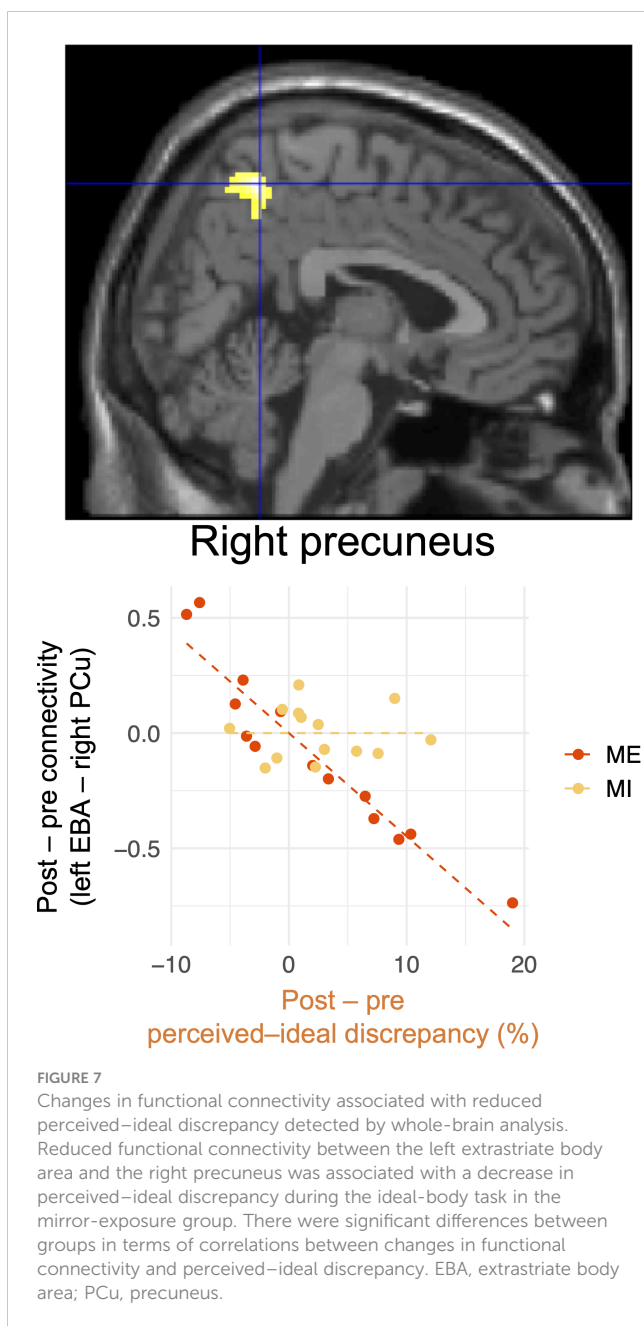 Right precuneus
Post – pre connectivity
(left EBA – right PCu)
0.5
0.0
−0.5
−10
0
10
20
ME
MI
Post – pre
perceived–ideal discrepancy (%)
FIGURE 7
Changes in functional connectivity associated with reduced
perceived–ideal discrepancy detected by whole-brain analysis.
Reduced functional connectivity between the left extrastriate body
area and the right precuneus was associated with a decrease in
perceived–ideal discrepancy during the ideal-body task in the
mirror-exposure group. There were significant differences between
groups in terms of correlations between changes in functional
connectivity and perceived–ideal discrepancy. EBA, extrastriate body
area; PCu, precuneus.